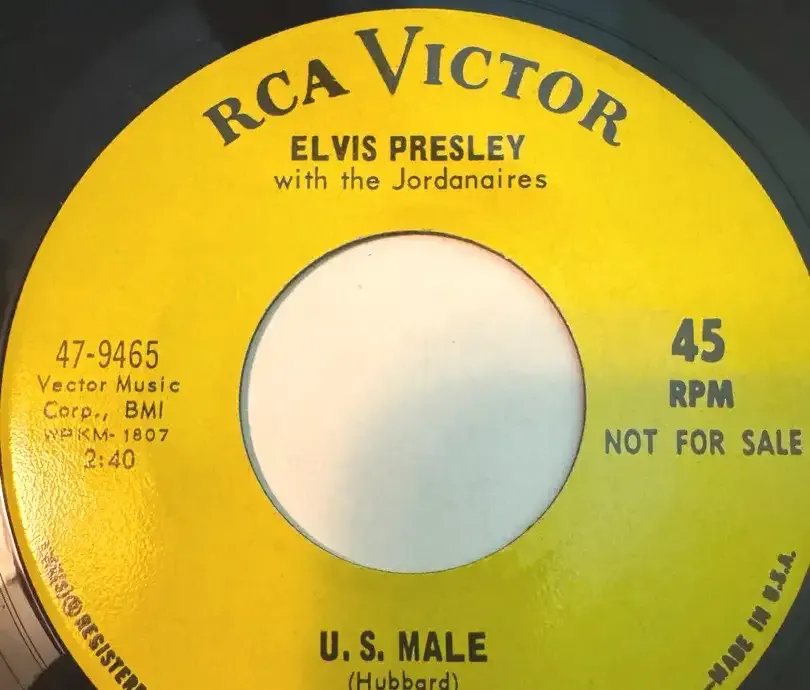 RCA VICTOR
ELVIS PRESLEY
with the Jordanaires
47-9465
Vector Music
Corp., BMI
WPKM-1807
2:40
45
RPM
NOT FOR SALE
U. S. MALE
(Hubbard)
REGISTERE
MADE IN U.S.A.